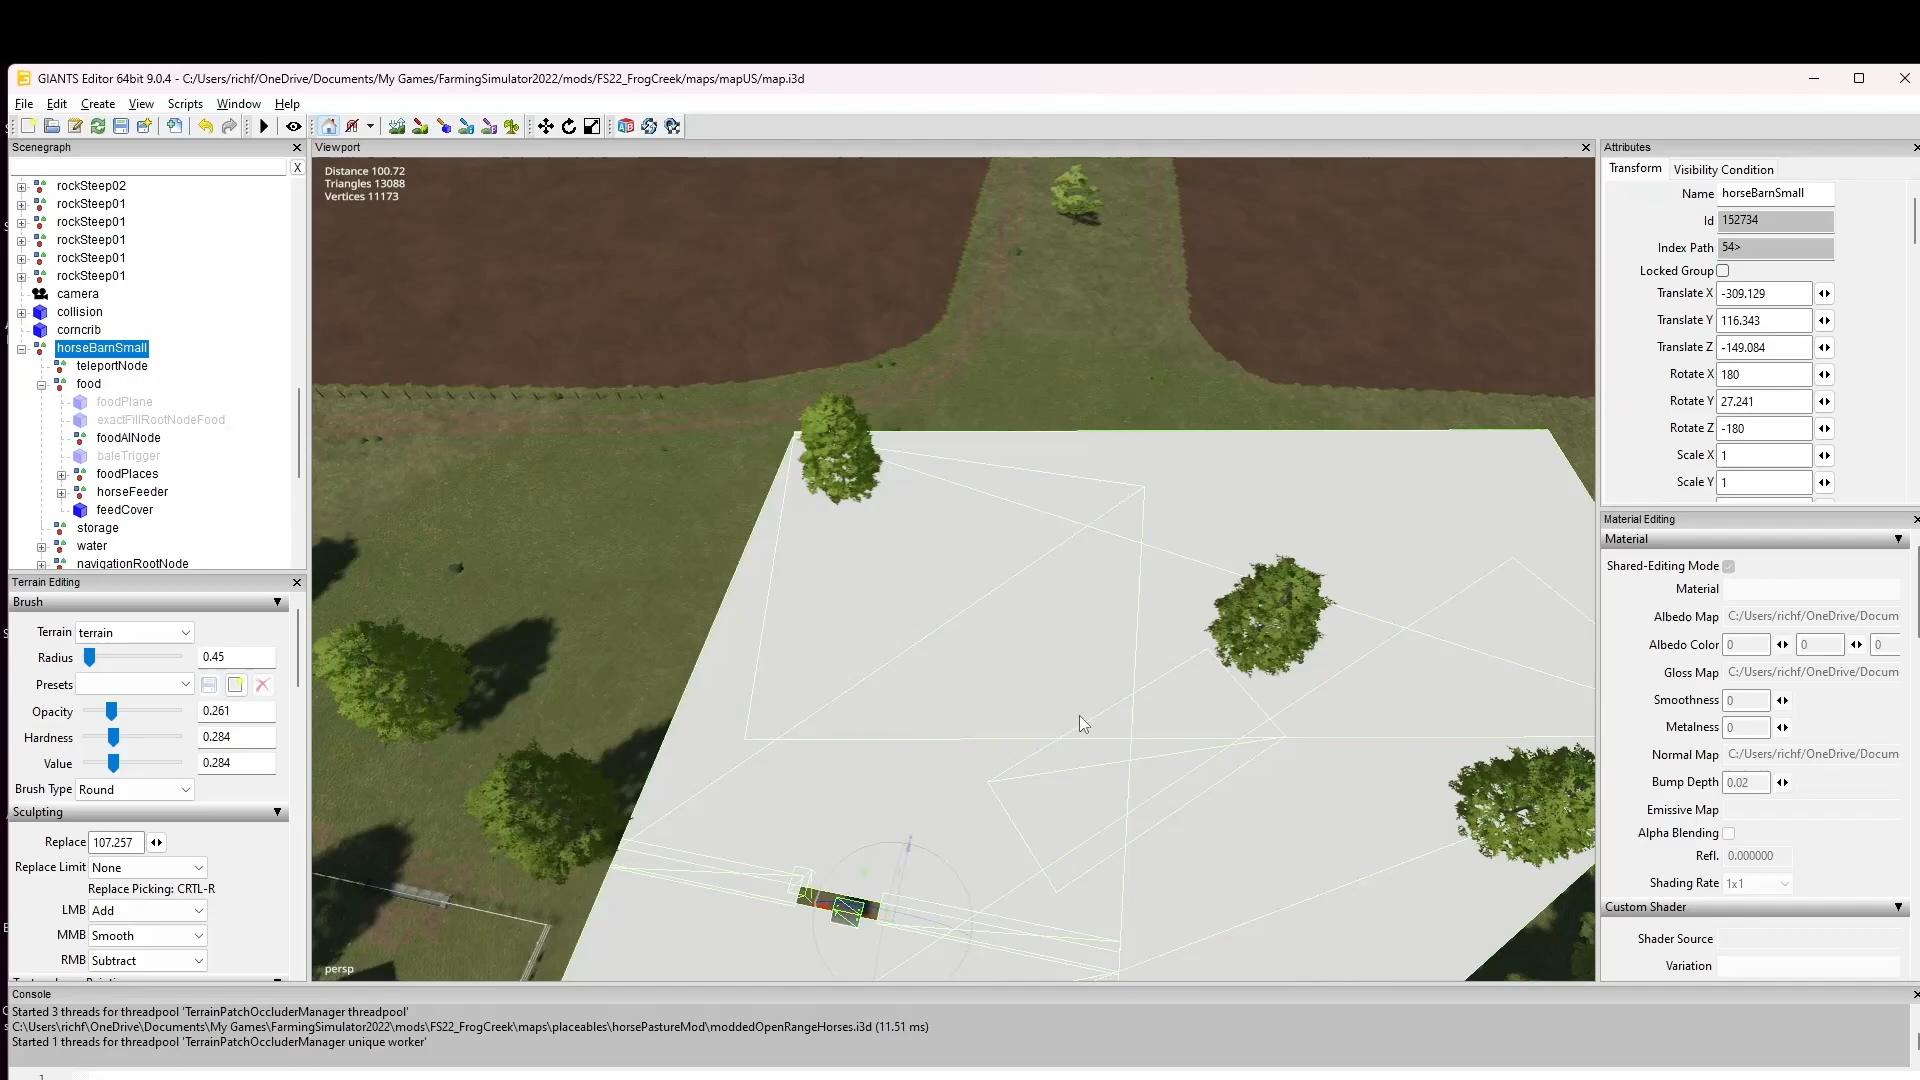 GIANTS Editor 64bit 9.0.4 - C:/Users/richf/OneDrive/Documents/My Games/FarmingSimulator2022/mods/FS22_FrogCreek/maps/mapUS/map.i3d
File Edit Create View Scripts Window Help
Scenegraph
X
rockSteep02
rockSteep01
rockSteep01
rockSteep01
rockSteep01
rockSteep01
camera
collision
corncrib
horseBarnSmall
teleportNode
food
foodPlane
exactFillRootNodeFood
foodAINode
baleTrigger
foodPlaces
horseFeeder
feedCover
storage
water
navigationRootNode
Terrain Editing
Brush
Terrain terrain
Radius 0.45
Presets
Opacity 0.261
Hardness 0.284
Value 0.284
Brush Type Round
Sculpting
Replace 107.257
Replace Limit None
Replace Picking: CRTL-R
LMB Add
MMB Smooth
RMB Subtract
Viewport
Distance 100.72
Triangles 13088
Vertices 11173
persp
Attributes
Transform Visibility Condition
Name horseBarnSmall
Id 152734
Index Path 54>
Locked Group
Translate X -309.129
Translate Y 116.343
Translate Z -149.084
Rotate X 180
Rotate Y 27.241
Rotate Z -180
Scale X 1
Scale Y 1
Material Editing
Material
Shared-Editing Mode
Material
Albedo Map C:/Users/richf/OneDrive/Docum
Albedo Color 0 0 0
Gloss Map C:/Users/richf/OneDrive/Docum
Smoothness 0
Metalness 0
Normal Map C:/Users/richf/OneDrive/Docum
Bump Depth 0.02
Emissive Map
Alpha Blending
Refl. 0.000000
Shading Rate 1x1
Custom Shader
Shader Source
Variation
Console
Started 3 threads for threadpool 'TerrainPatchOccluderManager threadpool'
C:\Users\richf\OneDrive\Documents\My Games\FarmingSimulator2022\mods\FS22_FrogCreek\maps\placeables\horsePastureMod\moddedOpenRangeHorses.i3d (11.51 ms)
Started 1 threads for threadpool 'TerrainPatchOccluderManager unique worker'
1